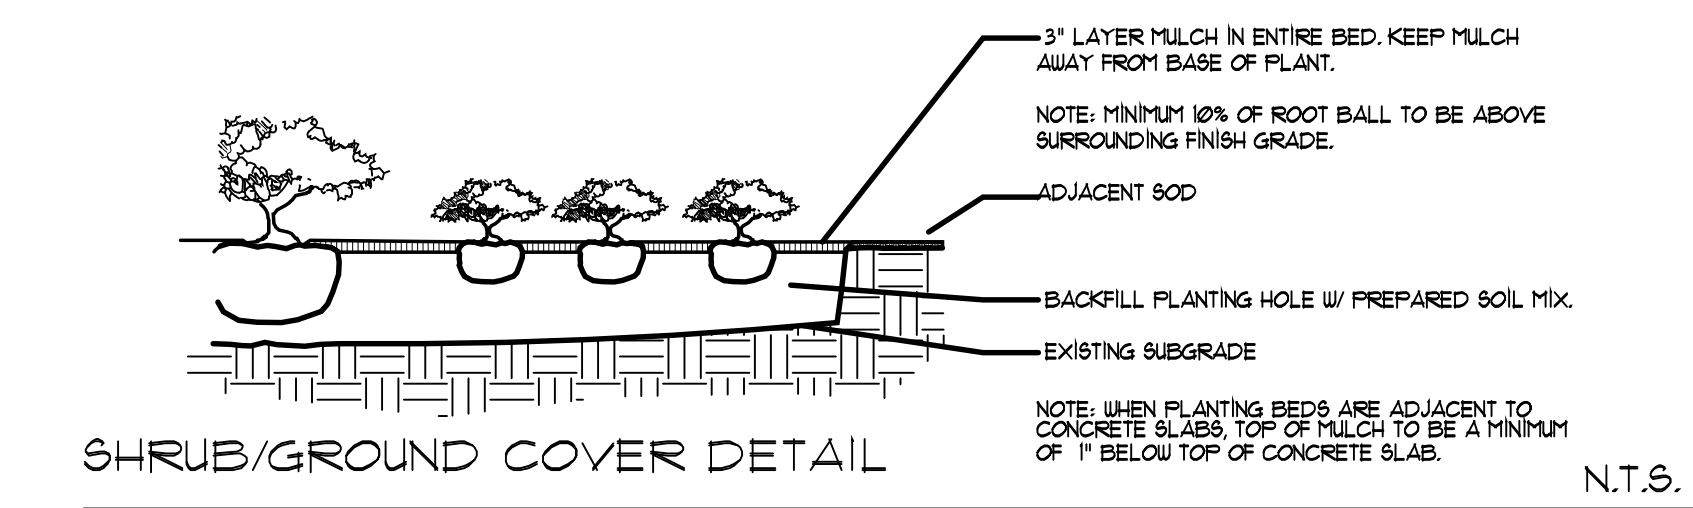 3" LAYER MULCH IN ENTIRE BED. KEEP MULCH
AWAY FROM BASE OF PLANT.
NOTE: MINIMUM 10% OF ROOT BALL TO BE ABOVE
SURROUNDING FINISH GRADE.
ADJACENT SOD
BACKFILL PLANTING HOLE W/ PREPARED SOIL MIX.
EXISTING SUBGRADE
NOTE: WHEN PLANTING BEDS ARE ADJACENT TO
CONCRETE SLABS, TOP OF MULCH TO BE A MINIMUM
OF 1" BELOW TOP OF CONCRETE SLAB.
SHRUB/GROUND COVER DETAIL
N.T.S.